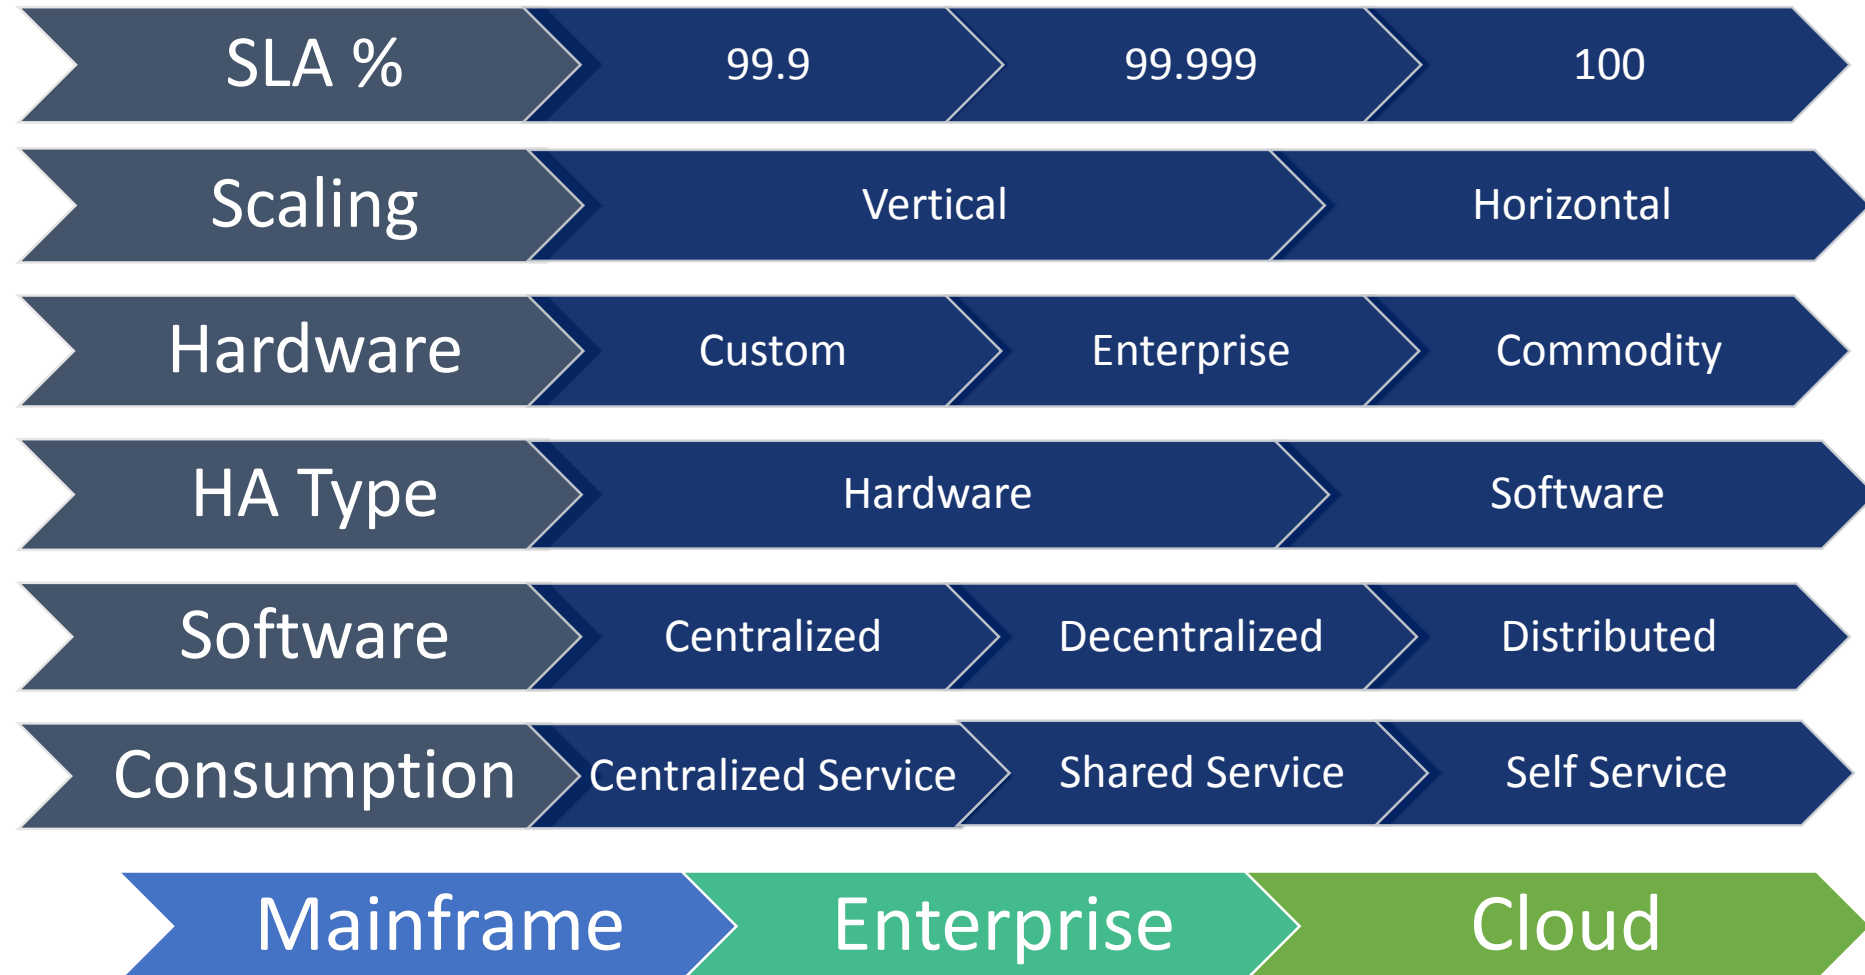 SLA % 99.9 99.999 100
Scaling Vertical Horizontal
Hardware Custom Enterprise Commodity
HA Type Hardware Software
Software Centralized Decentralized Distributed
Consumption Centralized Service Shared Service Self Service
Mainframe Enterprise Cloud